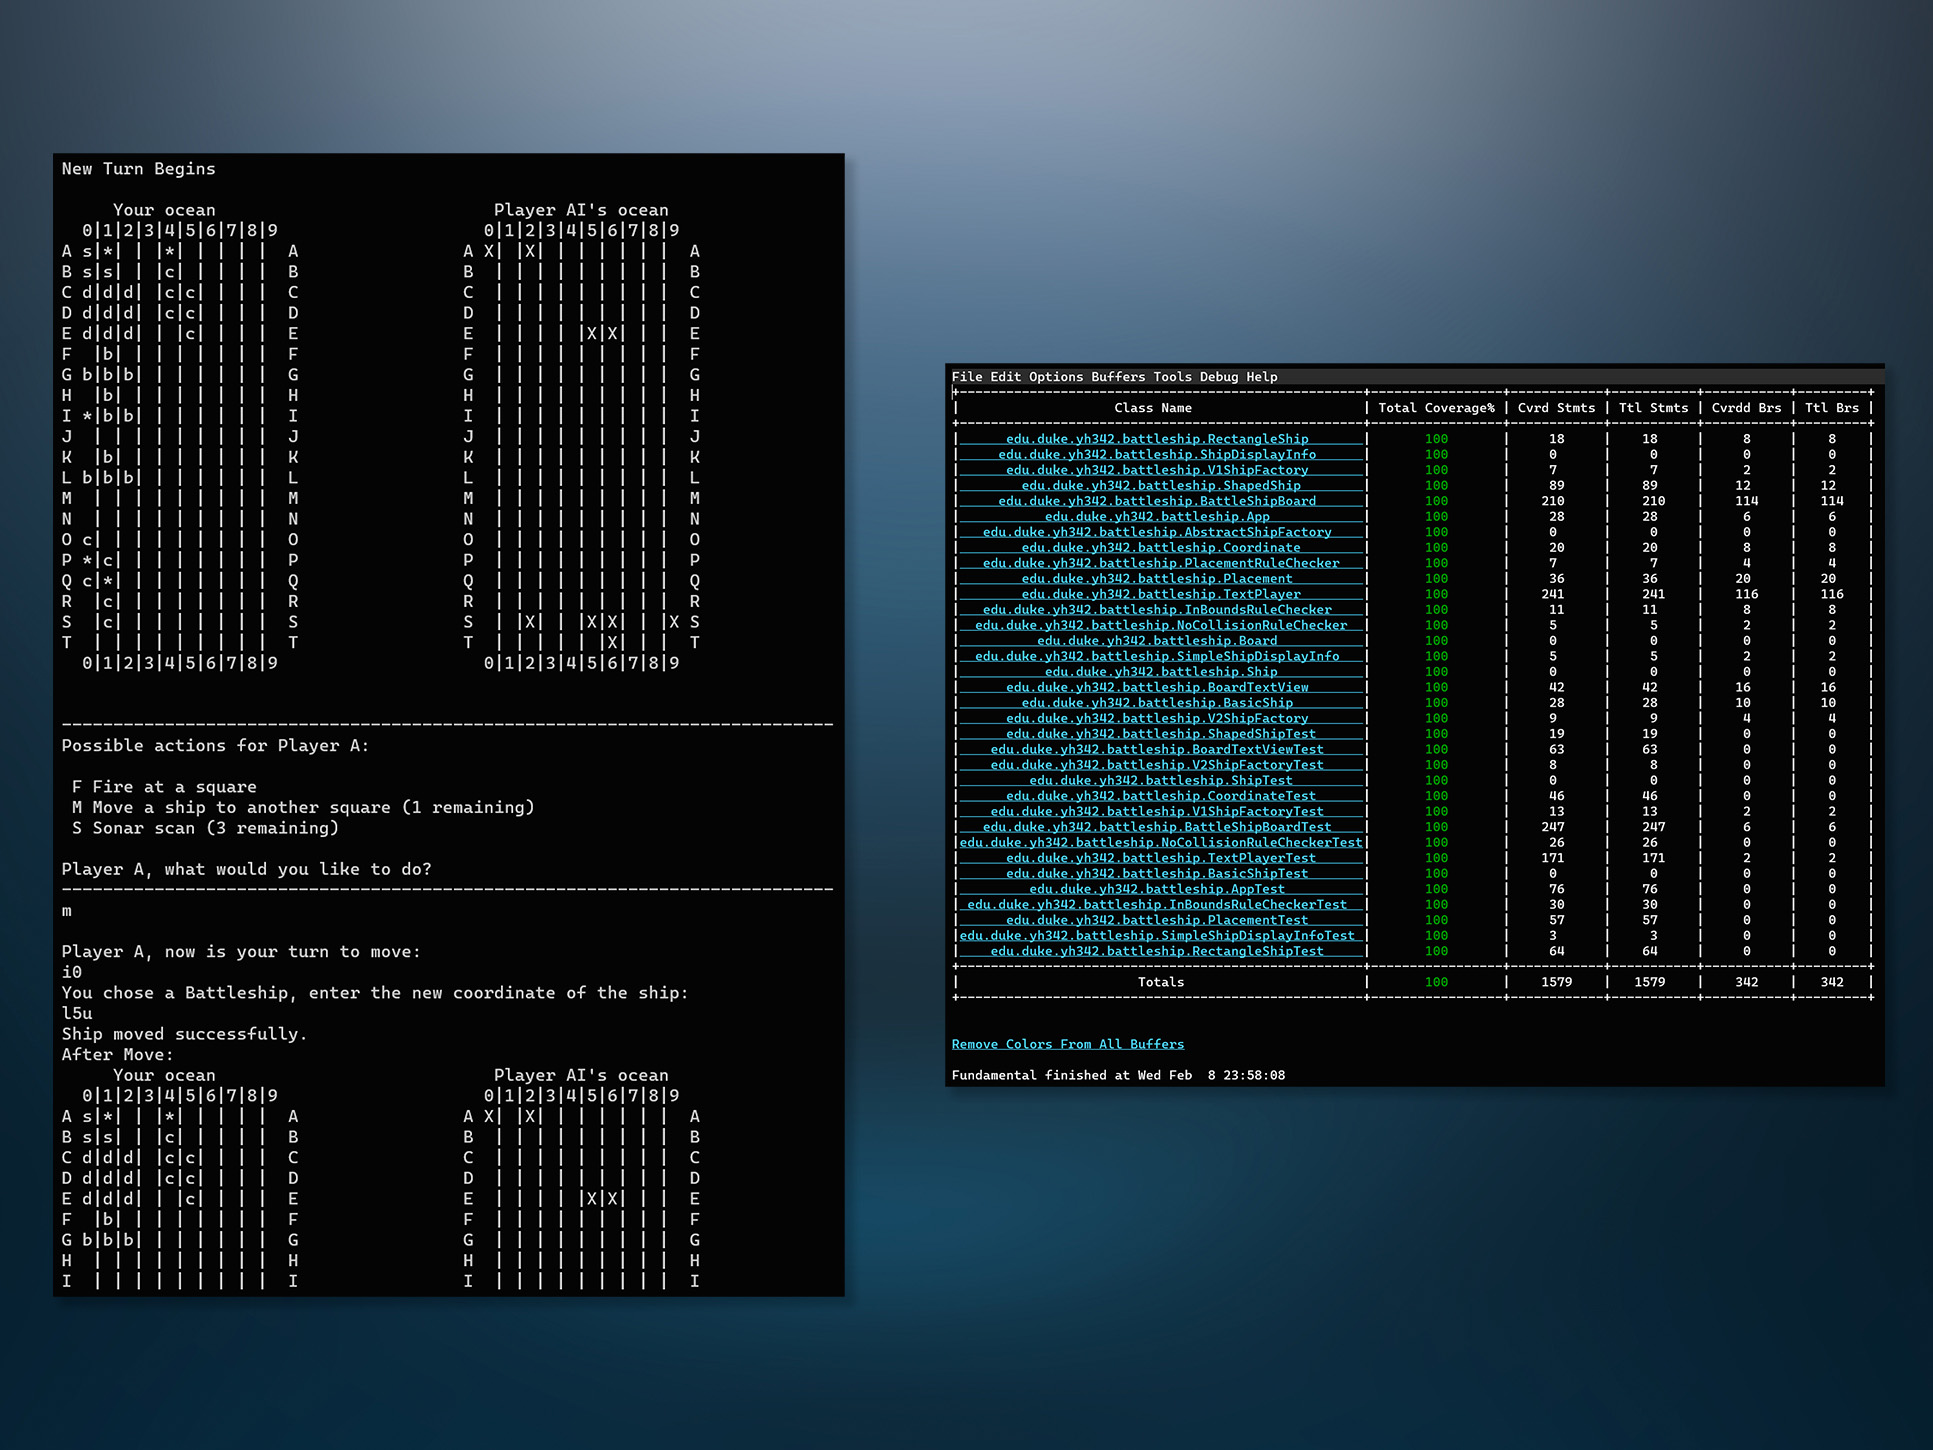 New Turn Begins
      Your ocean                           Player AI's ocean
   0|1|2|3|4|5|6|7|8|9                    0|1|2|3|4|5|6|7|8|9
A s|*| | |*| | | | |  A                A X| |X| | | | | | |  A
B s|s| | |c| | | | |  B                B  | | | | | | | | |  B
C d|d|d| |c|c| | | |  C                C  | | | | | | | | |  C
D d|d|d| |c|c| | | |  D                D  | | | | | | | | |  D
E d|d|d| | |c| | | |  E                E  | | | | |X|X| | |  E
F  |b| | | | | | | |  F                F  | | | | | | | | |  F
G b|b|b| | | | | | |  G                G  | | | | | | | | |  G
H  |b| | | | | | | |  H                H  | | | | | | | | |  H
I *|b|b| | | | | | |  I                I  | | | | | | | | |  I
J  | | | | | | | | |  J                J  | | | | | | | | |  J
K  |b| | | | | | | |  K                K  | | | | | | | | |  K
L b|b|b| | | | | | |  L                L  | | | | | | | | |  L
M  | | | | | | | | |  M                M  | | | | | | | | |  M
N  | | | | | | | | |  N                N  | | | | | | | | |  N
O c| | | | | | | | |  O                O  | | | | | | | | |  O
P *|c| | | | | | | |  P                P  | | | | | | | | |  P
Q c|*| | | | | | | |  Q                Q  | | | | | | | | |  Q
R  |c| | | | | | | |  R                R  | | | | | | | | |  R
S  |c| | | | | | | |  S                S  | |X| | |X|X| | |X S
T  | | | | | | | | |  T                T  | | | | | |X| | |  T
   0|1|2|3|4|5|6|7|8|9                    0|1|2|3|4|5|6|7|8|9
---------------------------------------------------------------------------
Possible actions for Player A:
 F Fire at a square
 M Move a ship to another square (1 remaining)
 S Sonar scan (3 remaining)
Player A, what would you like to do?
---------------------------------------------------------------------------
m
Player A, now is your turn to move:
i0
You chose a Battleship, enter the new coordinate of the ship:
l5u
Ship moved successfully.
After Move:
      Your ocean                           Player AI's ocean
   0|1|2|3|4|5|6|7|8|9                    0|1|2|3|4|5|6|7|8|9
A s|*| | |*| | | | |  A                A X| |X| | | | | | |  A
B s|s| | |c| | | | |  B                B  | | | | | | | | |  B
C d|d|d| |c|c| | | |  C                C  | | | | | | | | |  C
D d|d|d| |c|c| | | |  D                D  | | | | | | | | |  D
E d|d|d| | |c| | | |  E                E  | | | | |X|X| | |  E
F  |b| | | | | | | |  F                F  | | | | | | | | |  F
G b|b|b| | | | | | |  G                G  | | | | | | | | |  G
H  | | | | | | | | |  H                H  | | | | | | | | |  H
I  | | | | | | | | |  I                I  | | | | | | | | |  I
File Edit Options Buffers Tools Debug Help
| Class Name | Total Coverage% | Cvrd Stmts | Ttl Stmts | Cvrdd Brs | Ttl Brs |
| edu.duke.yh342.battleship.RectangleShip | 100 | 18 | 18 | 8 | 8 |
| edu.duke.yh342.battleship.ShipDisplayInfo | 100 | 0 | 0 | 0 | 0 |
| edu.duke.yh342.battleship.V1ShipFactory | 100 | 7 | 7 | 2 | 2 |
| edu.duke.yh342.battleship.ShapedShip | 100 | 89 | 89 | 12 | 12 |
| edu.duke.yh342.battleship.BattleShipBoard | 100 | 210 | 210 | 114 | 114 |
| edu.duke.yh342.battleship.App | 100 | 28 | 28 | 6 | 6 |
| edu.duke.yh342.battleship.AbstractShipFactory | 100 | 0 | 0 | 0 | 0 |
| edu.duke.yh342.battleship.Coordinate | 100 | 20 | 20 | 8 | 8 |
| edu.duke.yh342.battleship.PlacementRuleChecker | 100 | 7 | 7 | 4 | 4 |
| edu.duke.yh342.battleship.Placement | 100 | 36 | 36 | 20 | 20 |
| edu.duke.yh342.battleship.TextPlayer | 100 | 241 | 241 | 116 | 116 |
| edu.duke.yh342.battleship.InBoundsRuleChecker | 100 | 11 | 11 | 8 | 8 |
| edu.duke.yh342.battleship.NoCollisionRuleChecker | 100 | 5 | 5 | 2 | 2 |
| edu.duke.yh342.battleship.Board | 100 | 0 | 0 | 0 | 0 |
| edu.duke.yh342.battleship.SimpleShipDisplayInfo | 100 | 5 | 5 | 2 | 2 |
| edu.duke.yh342.battleship.Ship | 100 | 0 | 0 | 0 | 0 |
| edu.duke.yh342.battleship.BoardTextView | 100 | 42 | 42 | 16 | 16 |
| edu.duke.yh342.battleship.BasicShip | 100 | 28 | 28 | 10 | 10 |
| edu.duke.yh342.battleship.V2ShipFactory | 100 | 9 | 9 | 4 | 4 |
| edu.duke.yh342.battleship.ShapedShipTest | 100 | 19 | 19 | 0 | 0 |
| edu.duke.yh342.battleship.BoardTextViewTest | 100 | 63 | 63 | 0 | 0 |
| edu.duke.yh342.battleship.V2ShipFactoryTest | 100 | 8 | 8 | 0 | 0 |
| edu.duke.yh342.battleship.ShipTest | 100 | 0 | 0 | 0 | 0 |
| edu.duke.yh342.battleship.CoordinateTest | 100 | 46 | 46 | 0 | 0 |
| edu.duke.yh342.battleship.V1ShipFactoryTest | 100 | 13 | 13 | 2 | 2 |
| edu.duke.yh342.battleship.BattleShipBoardTest | 100 | 247 | 247 | 6 | 6 |
| edu.duke.yh342.battleship.NoCollisionRuleCheckerTest | 100 | 26 | 26 | 0 | 0 |
| edu.duke.yh342.battleship.TextPlayerTest | 100 | 171 | 171 | 2 | 2 |
| edu.duke.yh342.battleship.BasicShipTest | 100 | 0 | 0 | 0 | 0 |
| edu.duke.yh342.battleship.AppTest | 100 | 76 | 76 | 0 | 0 |
| edu.duke.yh342.battleship.InBoundsRuleCheckerTest | 100 | 30 | 30 | 0 | 0 |
| edu.duke.yh342.battleship.PlacementTest | 100 | 57 | 57 | 0 | 0 |
| edu.duke.yh342.battleship.SimpleShipDisplayInfoTest | 100 | 3 | 3 | 0 | 0 |
| edu.duke.yh342.battleship.RectangleShipTest | 100 | 64 | 64 | 0 | 0 |
| Totals | 100 | 1579 | 1579 | 342 | 342 |
Remove Colors From All Buffers
Fundamental finished at Wed Feb  8 23:58:08